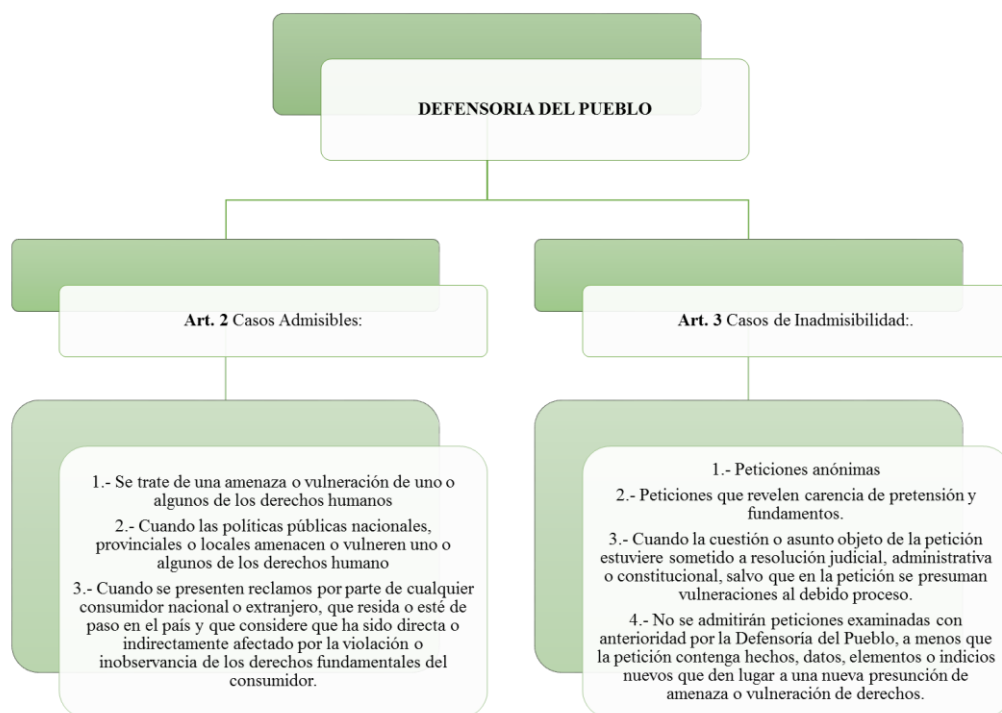 DEFENSORIA DEL PUEBLO
Art. 2 Casos Admisibles:
1.- Se trate de una amenaza o vulneración de uno o
algunos de los derechos humanos
2.- Cuando las políticas públicas nacionales,
provinciales o locales amenacen o vulneren uno o
algunos de los derechos humano
3.- Cuando se presenten reclamos por parte de cualquier
consumidor nacional o extranjero, que resida o esté de
paso en el país y que considere que ha sido directa o
indirectamente afectado por la violación o
inobservancia de los derechos fundamentales del
consumidor.
Art. 3 Casos de Inadmisibilidad:.
1.- Peticiones anónimas
2.- Peticiones que revelen carencia de pretensión y
fundamentos.
3.- Cuando la cuestión o asunto objeto de la petición
estuviere sometido a resolución judicial, administrativa
o constitucional, salvo que en la petición se presuman
vulneraciones al debido proceso.
4.- No se admitirán peticiones examinadas con
anterioridad por la Defensoría del Pueblo, a menos que
la petición contenga hechos, datos, elementos o indicios
nuevos que den lugar a una nueva presunción de
amenaza o vulneración de derechos.